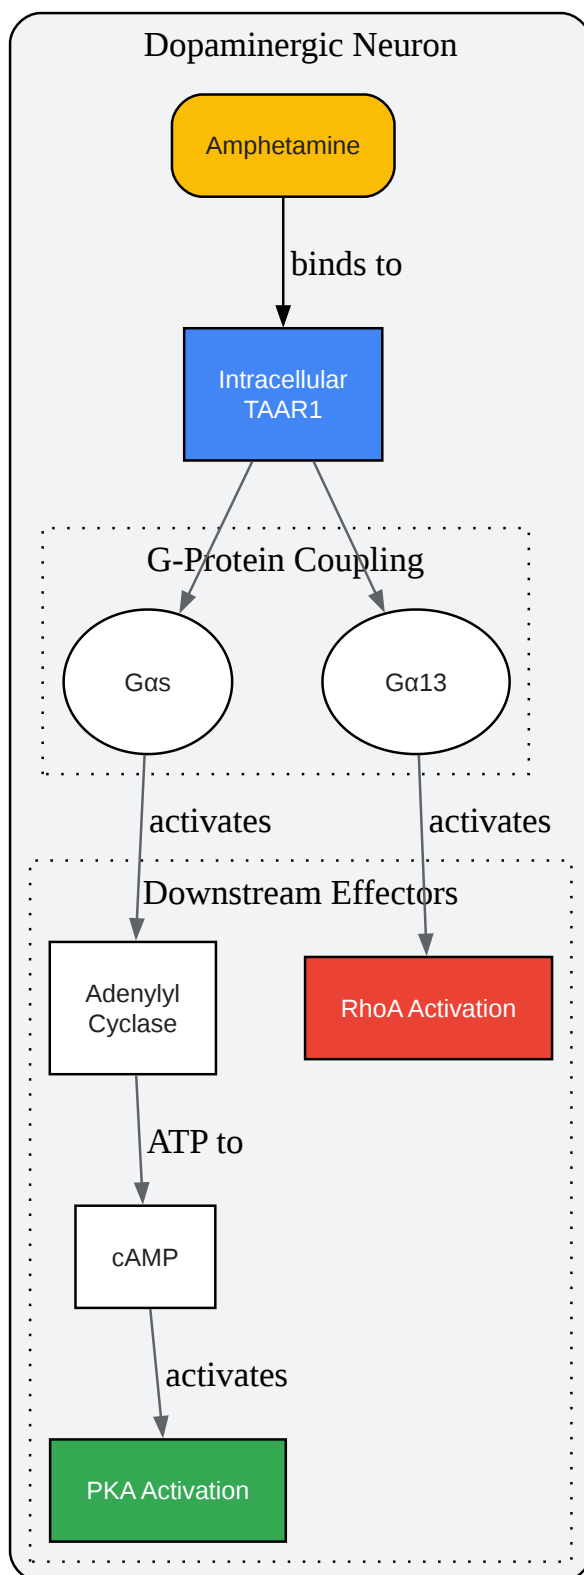 Dopaminergic Neuron
Amphetamine
binds to
Intracellular
TAAR1
G-Protein Coupling
Gαs
Gα13
activates
activates
Downstream Effectors
Adenylyl
Cyclase
RhoA Activation
ATP to
cAMP
activates
PKA Activation